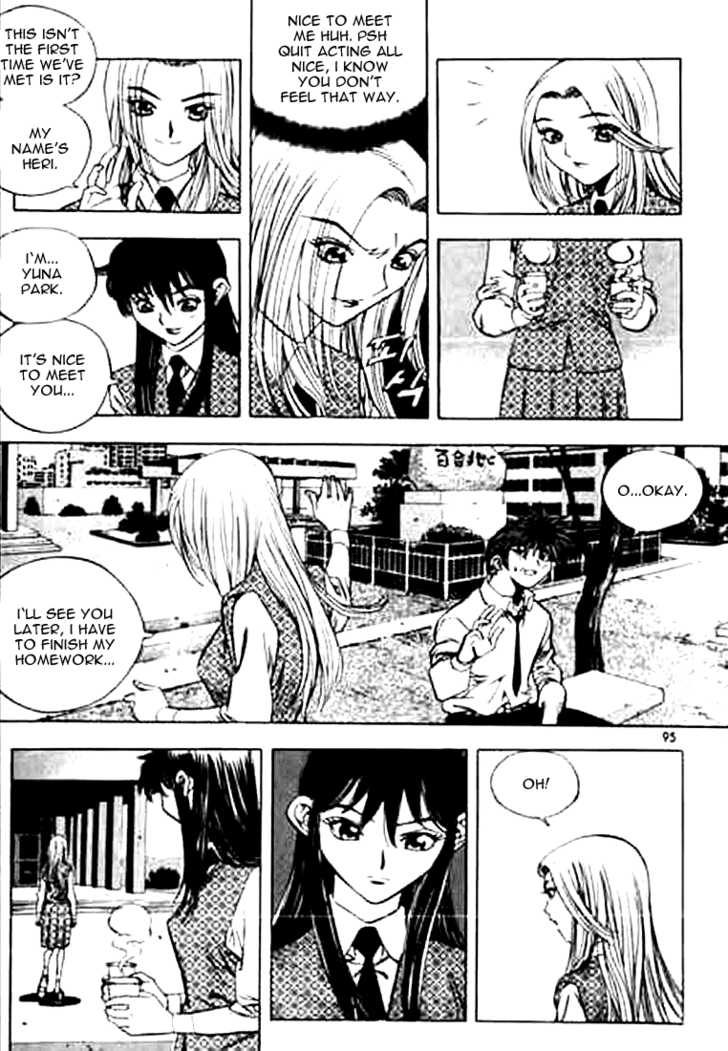 THIS ISN'T
THE FIRST
TIME WE'VE
MET IS IT?
MY
NAME'S
HERI.
I'M...
YUNA
PARK.
IT'S NICE
TO MEET
YOU...
NICE TO MEET
ME HUH. PSH
QUIT ACTING ALL
NICE, I KNOW
YOU DON'T
FEEL THAT WAY.
百合
I'LL SEE YOU
LATER, I HAVE
TO FINISH MY
HOMEWORK...
O...OKAY.
OH!